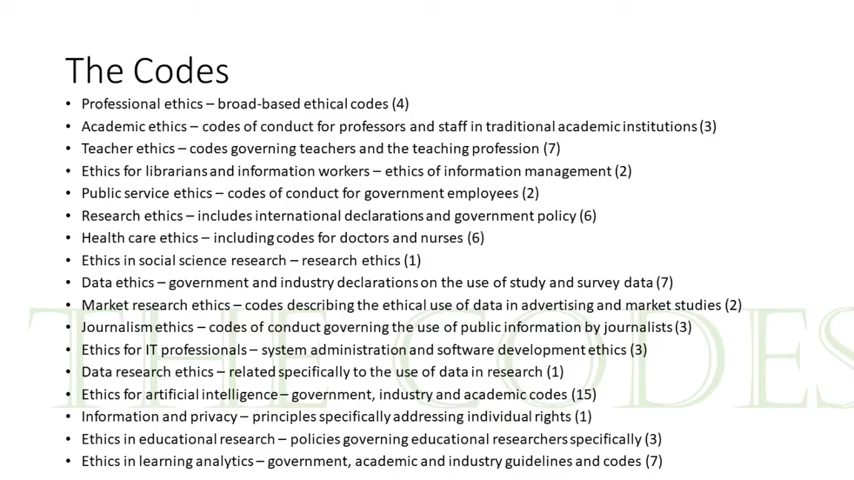 The Codes
• Professional ethics – broad-based ethical codes (4)
• Academic ethics – codes of conduct for professors and staff in traditional academic institutions (3)
• Teacher ethics – codes governing teachers and the teaching profession (7)
• Ethics for librarians and information workers – ethics of information management (2)
• Public service ethics – codes of conduct for government employees (2)
• Research ethics – includes international declarations and government policy (6)
• Health care ethics – including codes for doctors and nurses (6)
• Ethics in social science research – research ethics (1)
• Data ethics – government and industry declarations on the use of study and survey data (7)
• Market research ethics – codes describing the ethical use of data in advertising and market studies (2)
• Journalism ethics – codes of conduct governing the use of public information by journalists (3)
• Ethics for IT professionals – system administration and software development ethics (3)
• Data research ethics – related specifically to the use of data in research (1)
• Ethics for artificial intelligence – government, industry and academic codes (15)
• Information and privacy – principles specifically addressing individual rights (1)
• Ethics in educational research – policies governing educational researchers specifically (3)
• Ethics in learning analytics – government, academic and industry guidelines and codes (7)
THE CODES